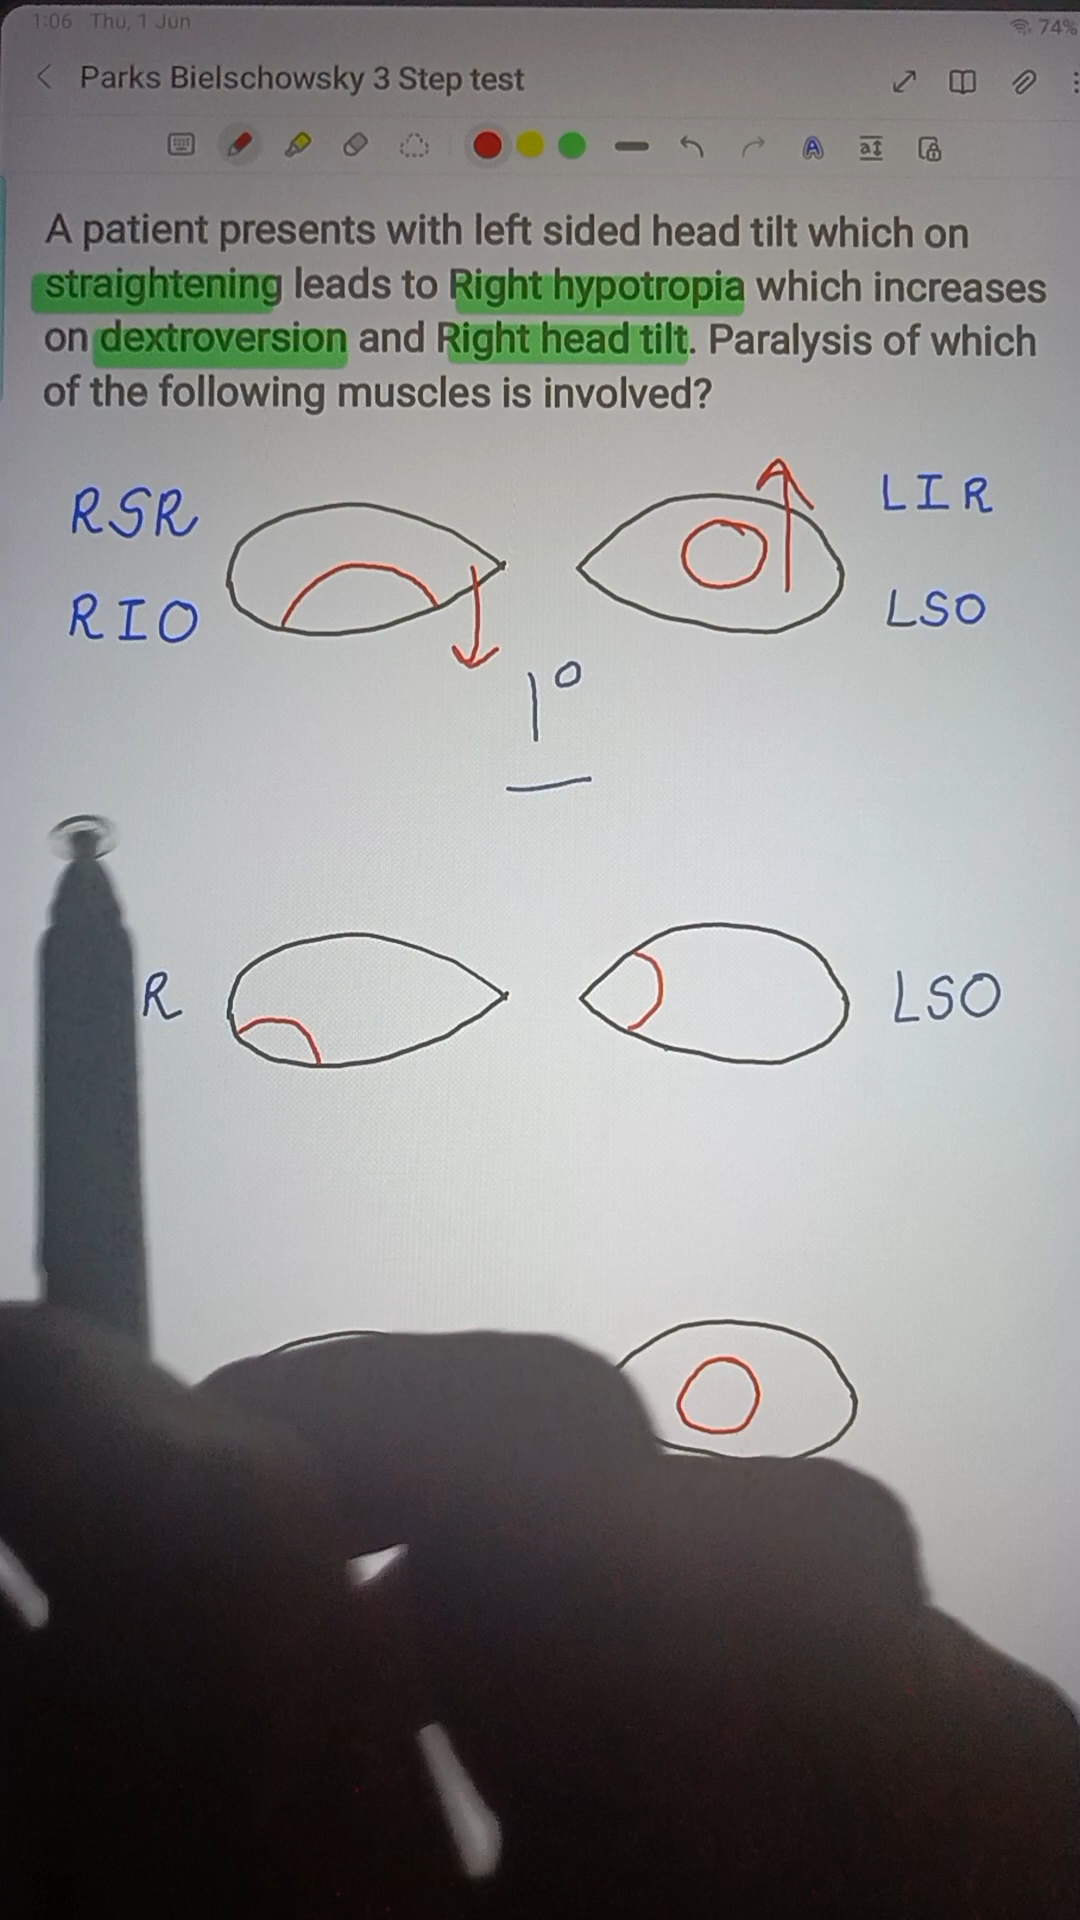 1:06 Thu, 1 Jun 74%
Parks Bielschowsky 3 Step test
A patient presents with left sided head tilt which on
straightening leads to Right hypotropia which increases
on dextroversion and Right head tilt. Paralysis of which
of the following muscles is involved?
RSR LIR
RIO LSO
1°
R LSO